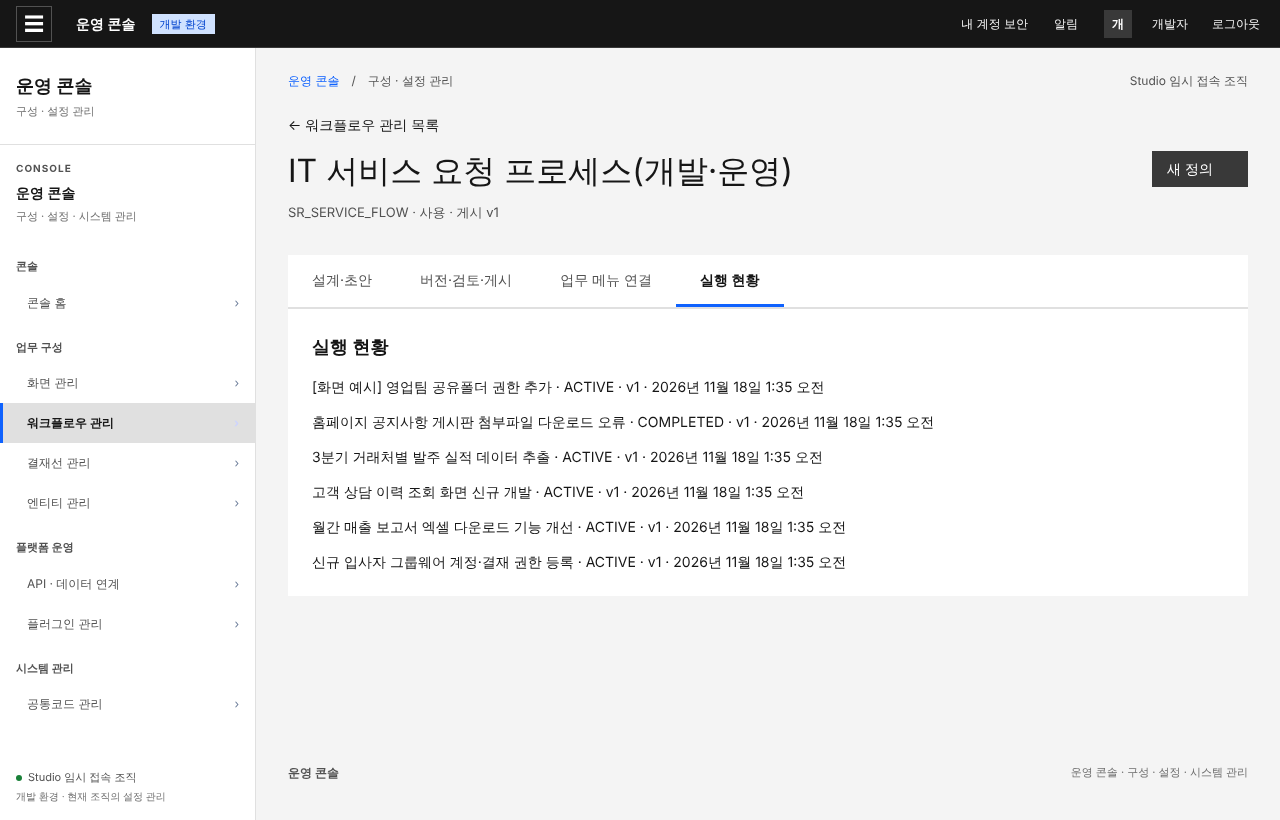 운영 콘솔
개발 환경
내 계정 보안
알림
개
개발자
로그아웃
운영 콘솔
구성 · 설정 관리
CONSOLE
운영 콘솔
구성 · 설정 · 시스템 관리
콘솔
콘솔 홈 ›
업무 구성
화면 관리 ›
워크플로우 관리 ›
결재선 관리 ›
엔티티 관리 ›
플랫폼 운영
API · 데이터 연계 ›
플러그인 관리 ›
시스템 관리
공통코드 관리 ›
Studio 임시 접속 조직
개발 환경 · 현재 조직의 설정 관리
운영 콘솔 / 구성 · 설정 관리
Studio 임시 접속 조직
← 워크플로우 관리 목록
IT 서비스 요청 프로세스(개발·운영)
새 정의
SR_SERVICE_FLOW · 사용 · 게시 v1
설계·초안
버전·검토·게시
업무 메뉴 연결
실행 현황
실행 현황
[화면 예시] 영업팀 공유폴더 권한 추가 · ACTIVE · v1 · 2026년 11월 18일 1:35 오전
홈페이지 공지사항 게시판 첨부파일 다운로드 오류 · COMPLETED · v1 · 2026년 11월 18일 1:35 오전
3분기 거래처별 발주 실적 데이터 추출 · ACTIVE · v1 · 2026년 11월 18일 1:35 오전
고객 상담 이력 조회 화면 신규 개발 · ACTIVE · v1 · 2026년 11월 18일 1:35 오전
월간 매출 보고서 엑셀 다운로드 기능 개선 · ACTIVE · v1 · 2026년 11월 18일 1:35 오전
신규 입사자 그룹웨어 계정·결재 권한 등록 · ACTIVE · v1 · 2026년 11월 18일 1:35 오전
운영 콘솔
운영 콘솔 · 구성 · 설정 · 시스템 관리